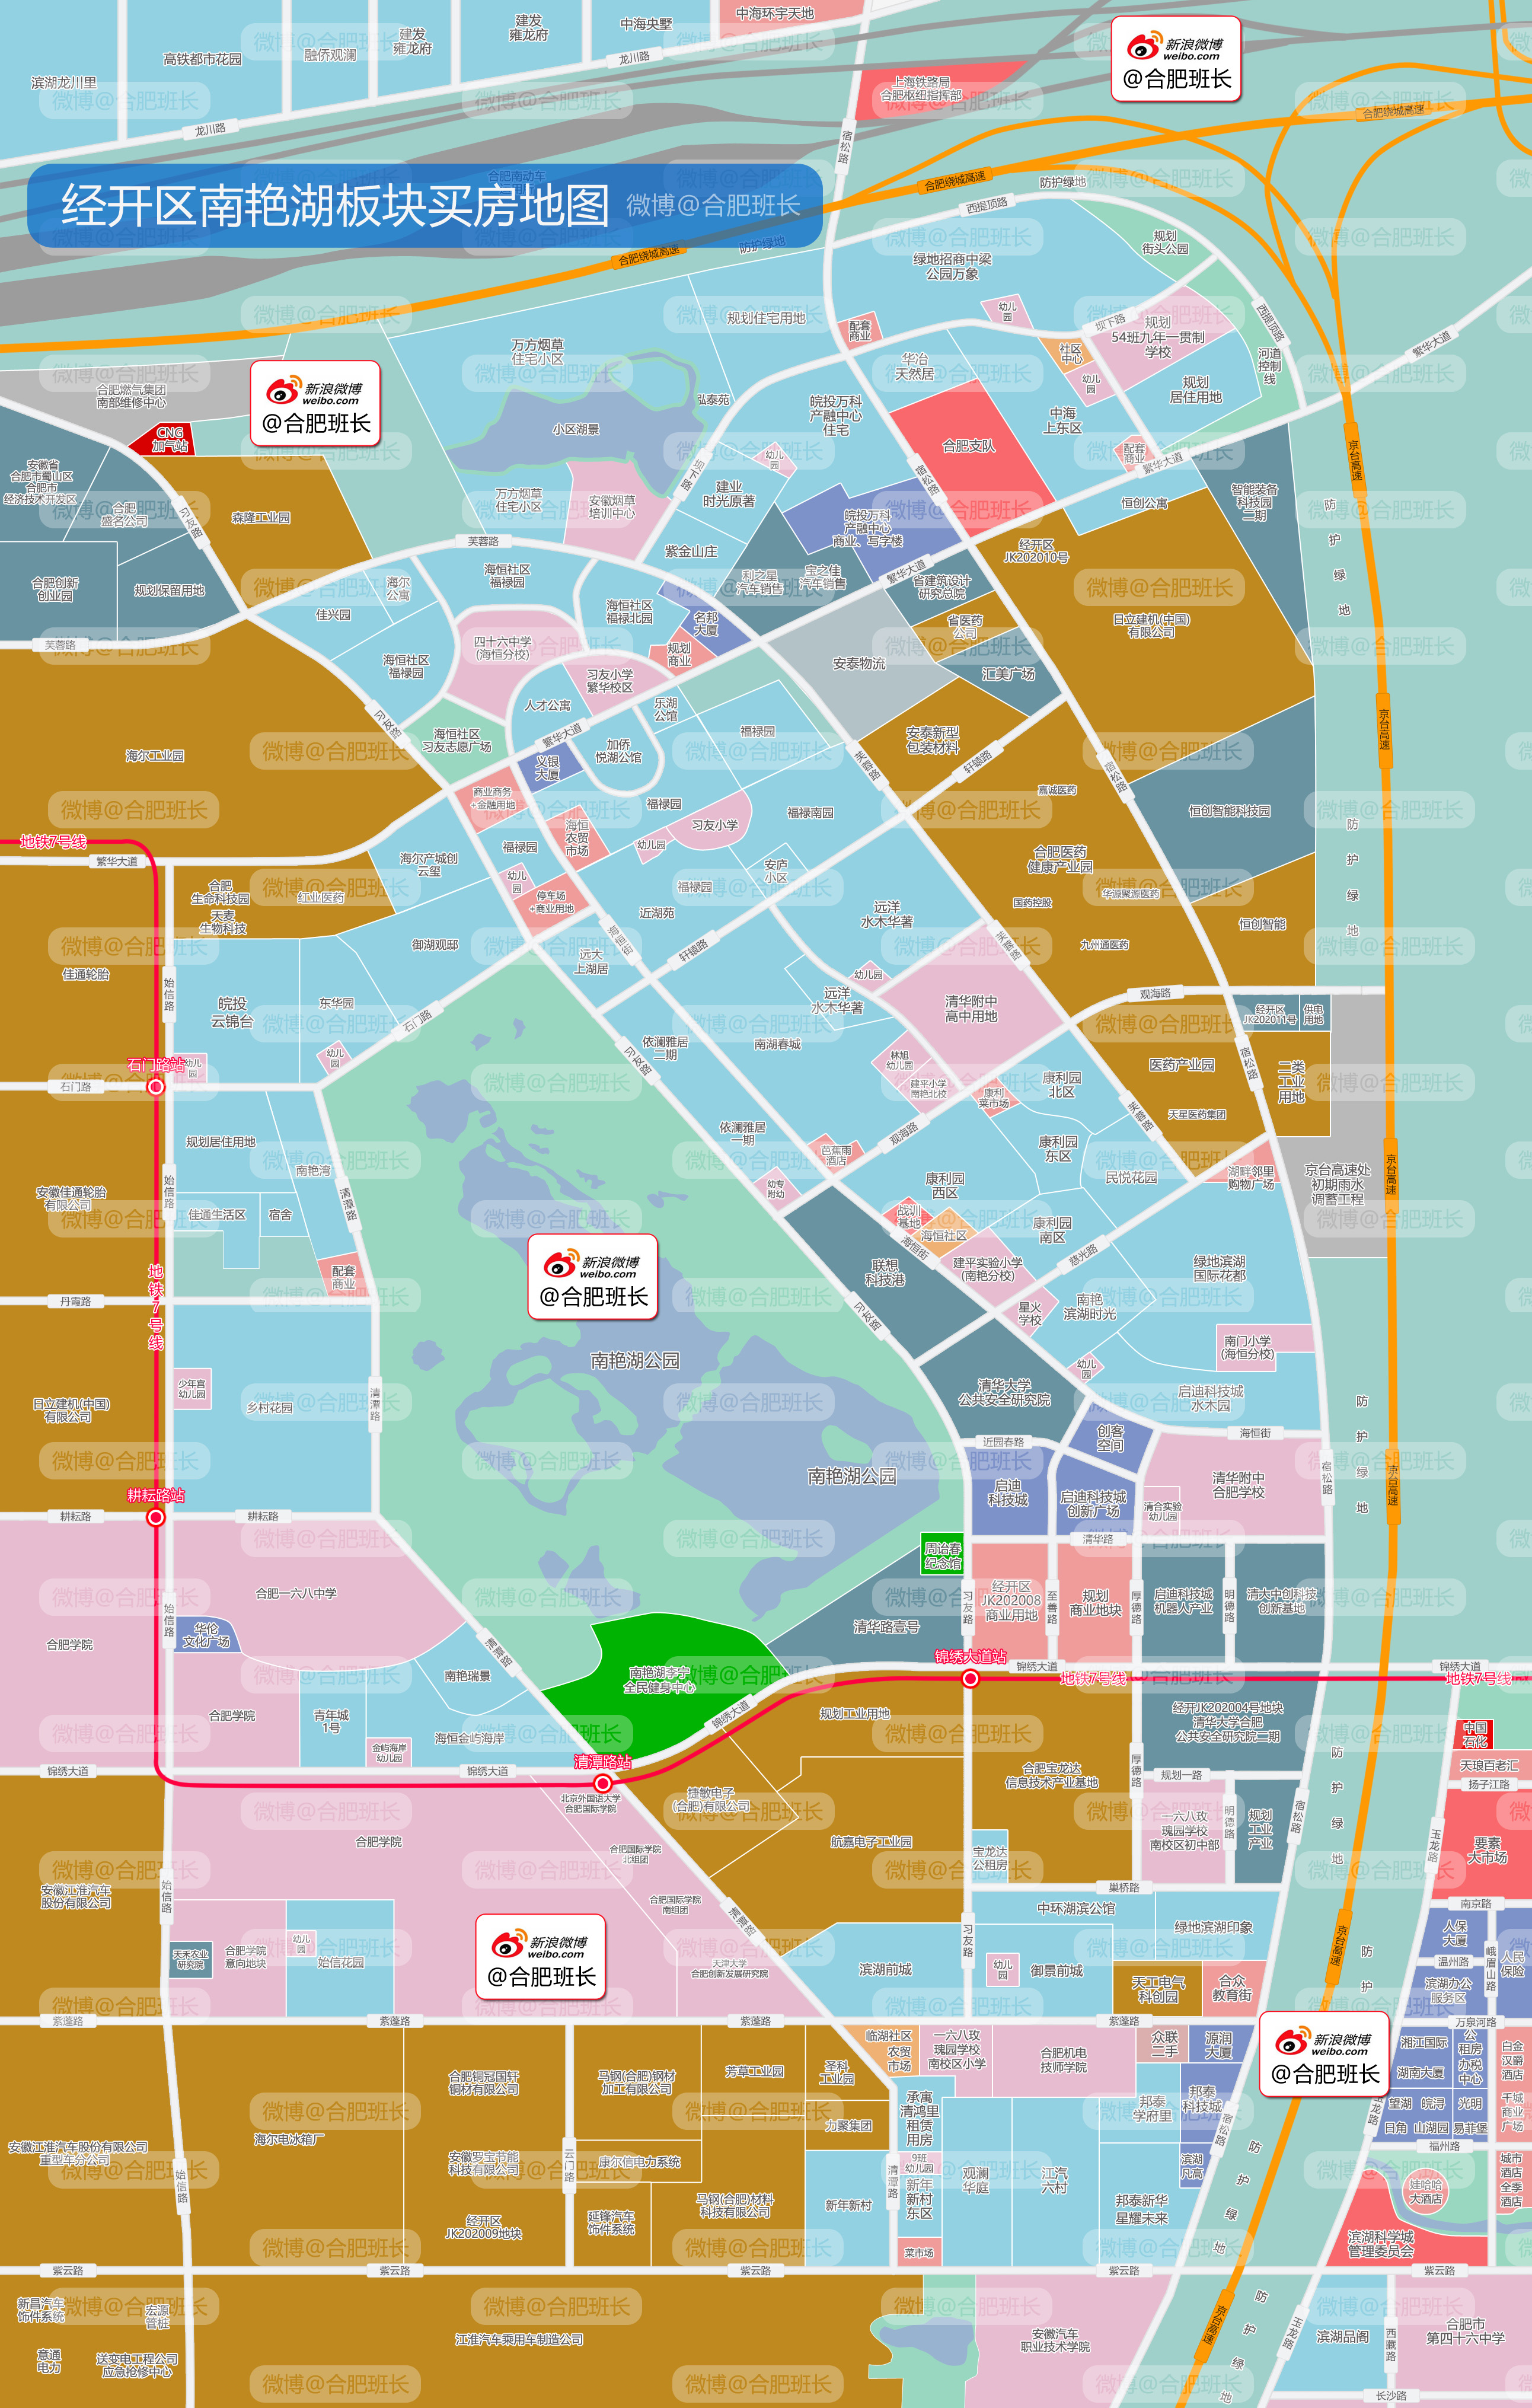 中海环宇天地
建发
雍龙府
中海央墅
建发
雍龙府
融侨观澜
高铁都市花园
滨湖龙川里
龙川路
龙川路
上海铁路局
合肥枢纽指挥部
新浪微博
weibo.com
@合肥班长
合肥绕城高速
宿松路
经开区南艳湖板块买房地图
微博@合肥班长
合肥绕城高速
合肥绕城高速
防护绿地
防护绿地
西堤顶路
规划
街头公园
绿地招商中梁
公园万象
规划住宅用地
配套
商业
幼儿
园
坝下路
规划
54班九年一贯制
学校
西堤顶路
河道
控制
线
繁华大道
社区
中心
幼儿
园
规划
居住用地
华冶
天然居
万方烟草
住宅小区
小区湖景
弘泰苑
皖投万科
产融中心
住宅
中海
上东区
合肥支队
配套
商业
繁华大道
合肥燃气集团
南部维修中心
CNG
加气站
新浪微博
weibo.com
@合肥班长
安徽省
合肥市蜀山区
合肥市
经济技术开发区
合肥
盛名公司
习友路
森隆工业园
万方烟草
住宅小区
安徽烟草
培训中心
坝下路
幼儿
园
建业
时光原著
宿松路
恒创公寓
智能装备
科技园
二期
京台高速
防护绿地
皖投万科
产融中心
商业、写字楼
紫金山庄
利之星
汽车销售
宝之佳
汽车销售
繁华大道
经开区
JK202010号
省建筑设计
研究总院
省医药
公司
日立建机(中国)
有限公司
芙蓉路
合肥创新
创业园
规划保留用地
芙蓉路
佳兴园
海尔
公寓
海恒社区
福禄园
海恒社区
福禄北园
名邦
大厦
规划
商业
四十六中学
(海恒分校)
海恒社区
福禄园
习友小学
繁华校区
安泰物流
汇美广场
人才公寓
乐湖
公馆
习友路
海恒社区
习友志愿广场
繁华大道
加侨
悦湖公馆
义银
大厦
福禄园
安泰新型
包装材料
芙蓉路
轩辕路
宿松路
京台高速
海尔工业园
商业商务
+金融用地
福禄园
习友小学
福禄南园
嘉诚医药
恒创智能科技园
地铁7号线
繁华大道
海尔产城创
云玺
福禄园
海恒
农贸
市场
幼儿园
安庐
小区
合肥医药
健康产业园
防护绿地
合肥
生命科技园
天麦
生物科技
红业医药
幼儿
园
停车场
+商业用地
福禄园
近湖苑
远洋
水木华著
国药控股
华源聚源医药
九州通医药
恒创智能
御湖观邸
远大
上湖居
海恒街
轩辕路
芙蓉路
佳通轮胎
始信路
皖投
云锦台
东华园
石门路
幼儿园
远洋
水木华著
清华附中
高中用地
观海路
经开区
JK202011号
供电
用地
习友路
依澜雅居
二期
南湖春城
林旭
幼儿园
石门路站
幼儿
园
幼儿
园
石门路
建平小学
南艳北校
康利
菜市场
康利园
北区
医药产业园
宿松路
二类
工业
用地
天星医药集团
芙蓉路
规划居住用地
依澜雅居
一期
观海路
芭蕉雨
酒店
康利园
东区
民悦花园
湖畔邻里
购物广场
京台高速处
初期雨水
调蓄工程
京台高速
安徽佳通轮胎
有限公司
始信路
南艳湾
清潭路
幼专
附幼
康利园
西区
佳通生活区
宿舍
战训
基地
海恒社区
海恒街
康利园
南区
慈光路
联想
科技港
建平实验小学
(南艳分校)
绿地滨湖
国际花都
地铁7号线
配套
商业
新浪微博
weibo.com
@合肥班长
习友路
星火
学校
南艳
滨湖时光
丹霞路
南门小学
(海恒分校)
南艳湖公园
幼儿
园
少年宫
幼儿园
清华大学
公共安全研究院
启迪科技城
水木园
防护绿地
日立建机(中国)
有限公司
乡村花园
清潭路
创客
空间
近园春路
海恒街
南艳湖公园
启迪
科技城
启迪科技城
创新广场
清华附中
合肥学校
宿松路
京台高速
清合实验
幼儿园
耕耘路站
耕耘路
耕耘路
清华路
周诒春
纪念馆
习友路
经开区
JK202008
商业用地
至善路
规划
商业地块
厚德路
启迪科技城
机器人产业
明德路
清大中创科技
创新基地
合肥一六八中学
清华路壹号
合肥学院
始信路
华伦
文化广场
清潭路
锦绣大道站
锦绣大道
锦绣大道
地铁7号线
地铁7号线
南艳瑞景
南艳湖李宁
全民健身中心
合肥学院
青年城
1号
锦绣大道
规划工业用地
经开JK202004号地块
清华大学合肥
公共安全研究院二期
中国
石化
金屿海岸
幼儿园
海恒金屿海岸
厚德路
防护绿地
天琅百老汇
锦绣大道
锦绣大道
清潭路站
合肥宝龙达
信息技术产业基地
规划一路
扬子江路
北京外国语大学
合肥国际学院
捷敏电子
(合肥)有限公司
一六八玫
瑰园学校
南校区初中部
明德路
规划
工业
产业
宿松路
玉龙路
要素
大市场
合肥学院
合肥国际学院
北组团
航嘉电子工业园
宝龙达
公租房
安徽江淮汽车
股份有限公司
始信路
合肥国际学院
南组团
巢桥路
南京路
新浪微博
weibo.com
@合肥班长
清潭路
中环湖滨公馆
习友路
绿地滨湖印象
京台高速
人保
大厦
天禾农业
研究院
合肥学院
意向地块
幼儿
园
始信花园
天津大学
合肥创新发展研究院
滨湖前城
幼儿
园
御景前城
天工电气
科创园
合众
教育街
防护
温州路
峨眉山路
人民
保险
滨湖办公
服务区
紫蓬路
紫蓬路
紫蓬路
紫蓬路
万泉河路
临湖社区
农贸
市场
一六八玫
瑰园学校
南校区小学
合肥机电
技师学院
众联
二手
源润
大厦
新浪微博
weibo.com
@合肥班长
湘江国际
公
租房
办税
中心
湖南大厦
白金
汉爵
酒店
合肥铜冠国轩
铜材有限公司
马钢(合肥)钢材
加工有限公司
芳草工业园
圣科
工业园
承寓
清鸿里
租赁
用房
邦泰
学府里
邦泰
科技城
宿松路
玉龙路
望湖
皖浔
光明
日角
山湖园
易菲堡
千城
商业
广场
海尔电冰箱厂
力聚集团
安徽江淮汽车股份有限公司
重型车分公司
安徽罗宝节能
科技有限公司
云门路
康尔信电力系统
9班
幼儿园
观澜
华庭
江汽
六村
滨湖
凡高
防护绿地
福州路
城市
酒店
全季
酒店
始信路
马钢(合肥)材料
科技有限公司
清潭路
新年
新村
东区
新年新村
邦泰新华
星耀未来
娃哈哈
大酒店
经开区
JK202009地块
延锋汽车
饰件系统
菜市场
滨湖科学城
管理委员会
紫云路
紫云路
紫云路
紫云路
紫云路
新昌汽车
饰件系统
宏源
管桩
江淮汽车乘用车制造公司
安徽汽车
职业技术学院
京台高速
防护绿地
玉龙路
滨湖品阁
西藏路
合肥市
第四十六中学
意通
电力
送变电工程公司
应急抢修中心
长沙路